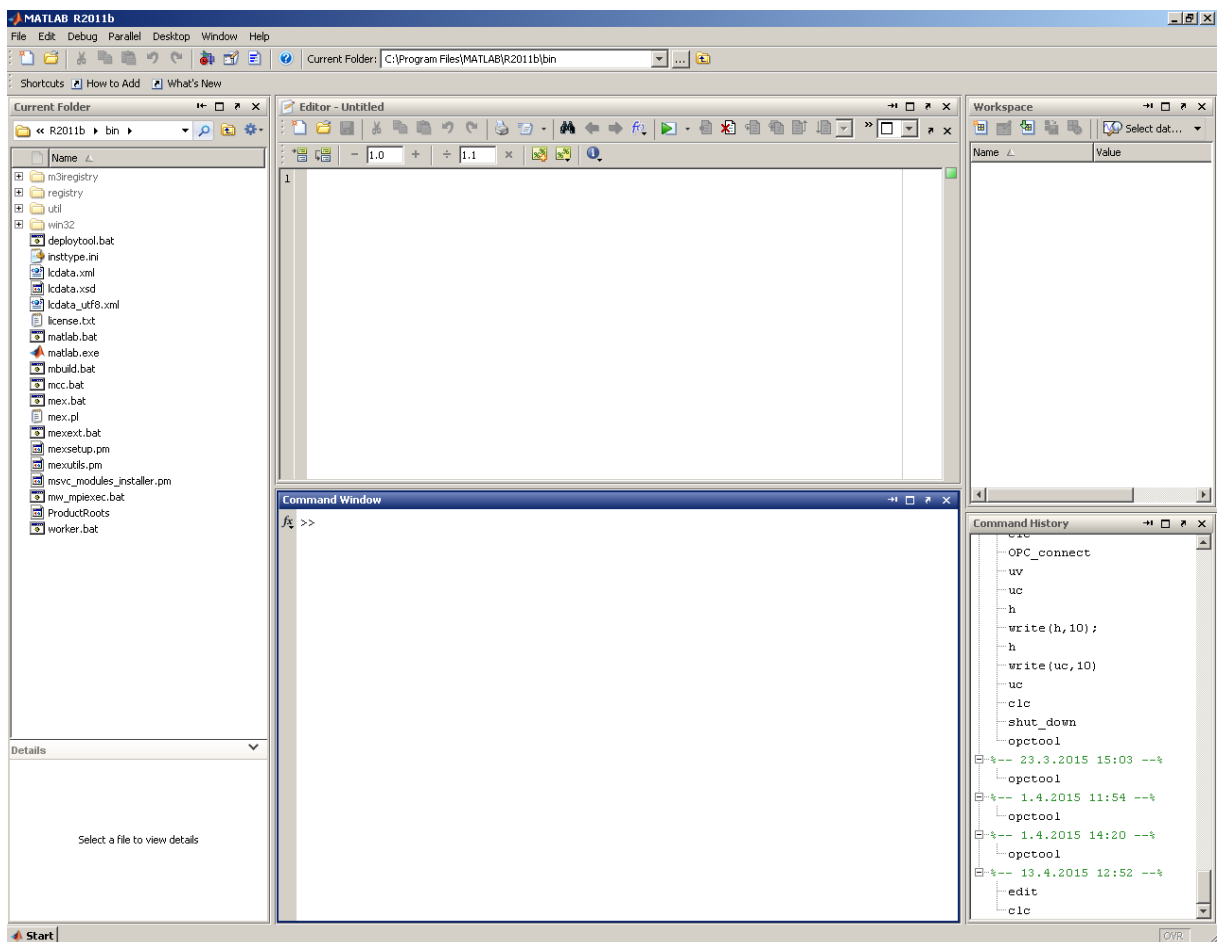 MATLAB R2011b
File Edit Debug Parallel Desktop Window Help
Current Folder: C:\Program Files\MATLAB\R2011b\bin
Shortcuts How to Add What's New
Current Folder
« R2011b bin
Name
m3iregistry
registry
util
win32
deploytool.bat
insttype.ini
lcdata.xml
lcdata.xsd
lcdata_utf8.xml
license.txt
matlab.bat
matlab.exe
mbuild.bat
mcc.bat
mex.bat
mex.pl
mexext.bat
mexsetup.pm
mexutils.pm
msvc_modules_installer.pm
mw_mpiexec.bat
ProductRoots
worker.bat
Details
Select a file to view details
Editor - Untitled
− 1.0 + ÷ 1.1 ×
1
Command Window
fx >>
Workspace
Select dat...
Name Value
Command History
clc
OPC_connect
uv
uc
h
write(h,10);
h
write(uc,10)
uc
clc
shut_down
opctool
%-- 23.3.2015 15:03 --%
opctool
%-- 1.4.2015 11:54 --%
opctool
%-- 1.4.2015 14:20 --%
opctool
%-- 13.4.2015 12:52 --%
edit
clc
Start
OVR